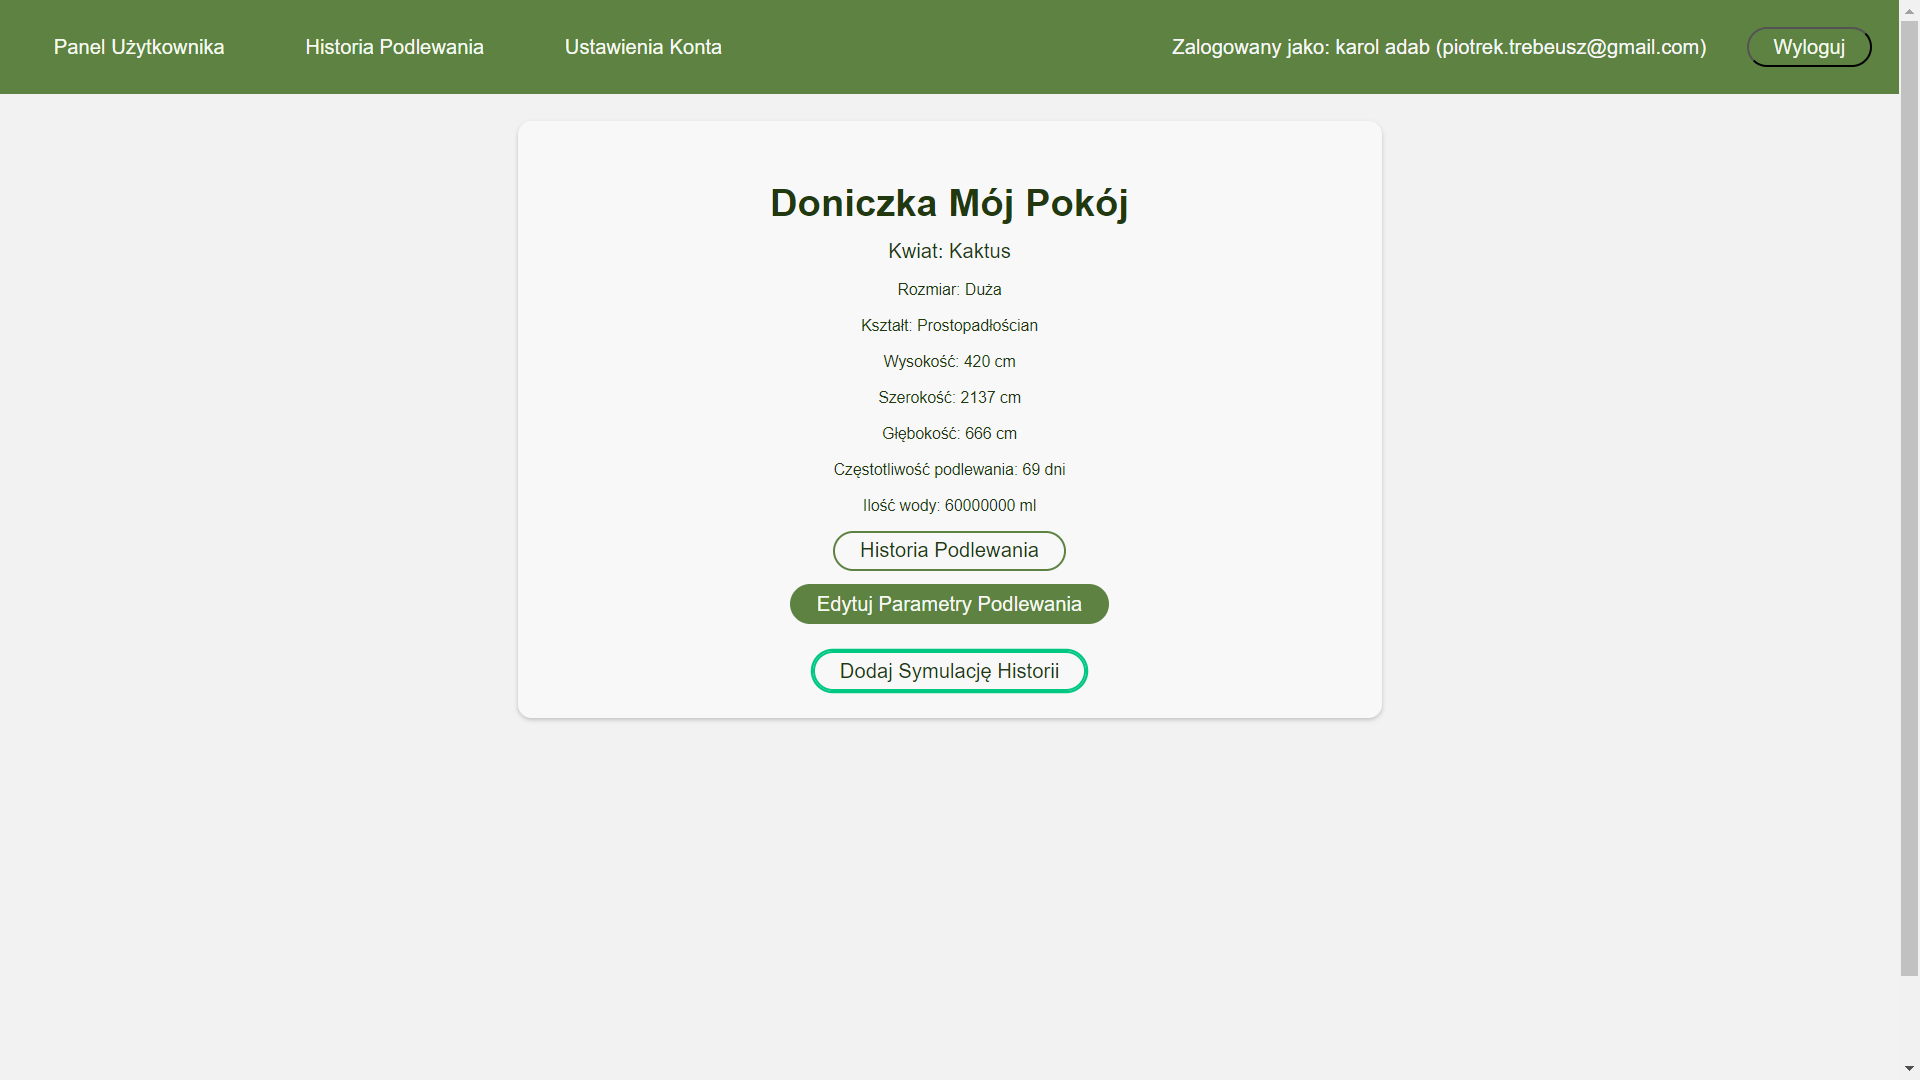 Panel Użytkownika
Historia Podlewania
Ustawienia Konta
Zalogowany jako: karol adab (piotrek.trebeusz@gmail.com)
Wyloguj
Doniczka Mój Pokój
Kwiat: Kaktus
Rozmiar: Duża
Kształt: Prostopadłościan
Wysokość: 420 cm
Szerokość: 2137 cm
Głębokość: 666 cm
Częstotliwość podlewania: 69 dni
Ilość wody: 60000000 ml
Historia Podlewania
Edytuj Parametry Podlewania
Dodaj Symulację Historii